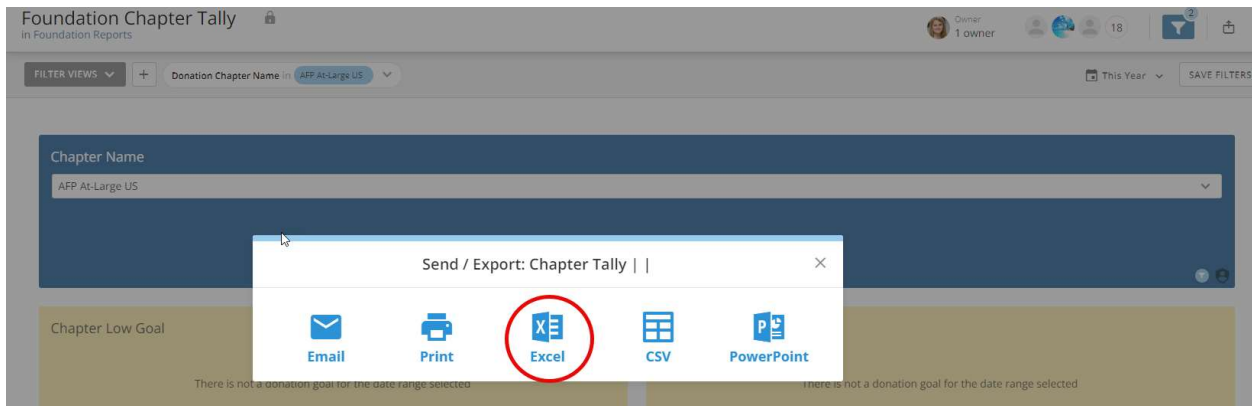 Foundation Chapter Tally
in Foundation Reports
Owner
1 owner
18
2
FILTER VIEWS
+
Donation Chapter Name in AFP At-Large US
This Year
SAVE FILTERS
Chapter Name
AFP At-Large US
Send / Export: Chapter Tally | |
Email
Print
Excel
CSV
PowerPoint
Chapter Low Goal
There is not a donation goal for the date range selected
There is not a donation goal for the date range selected